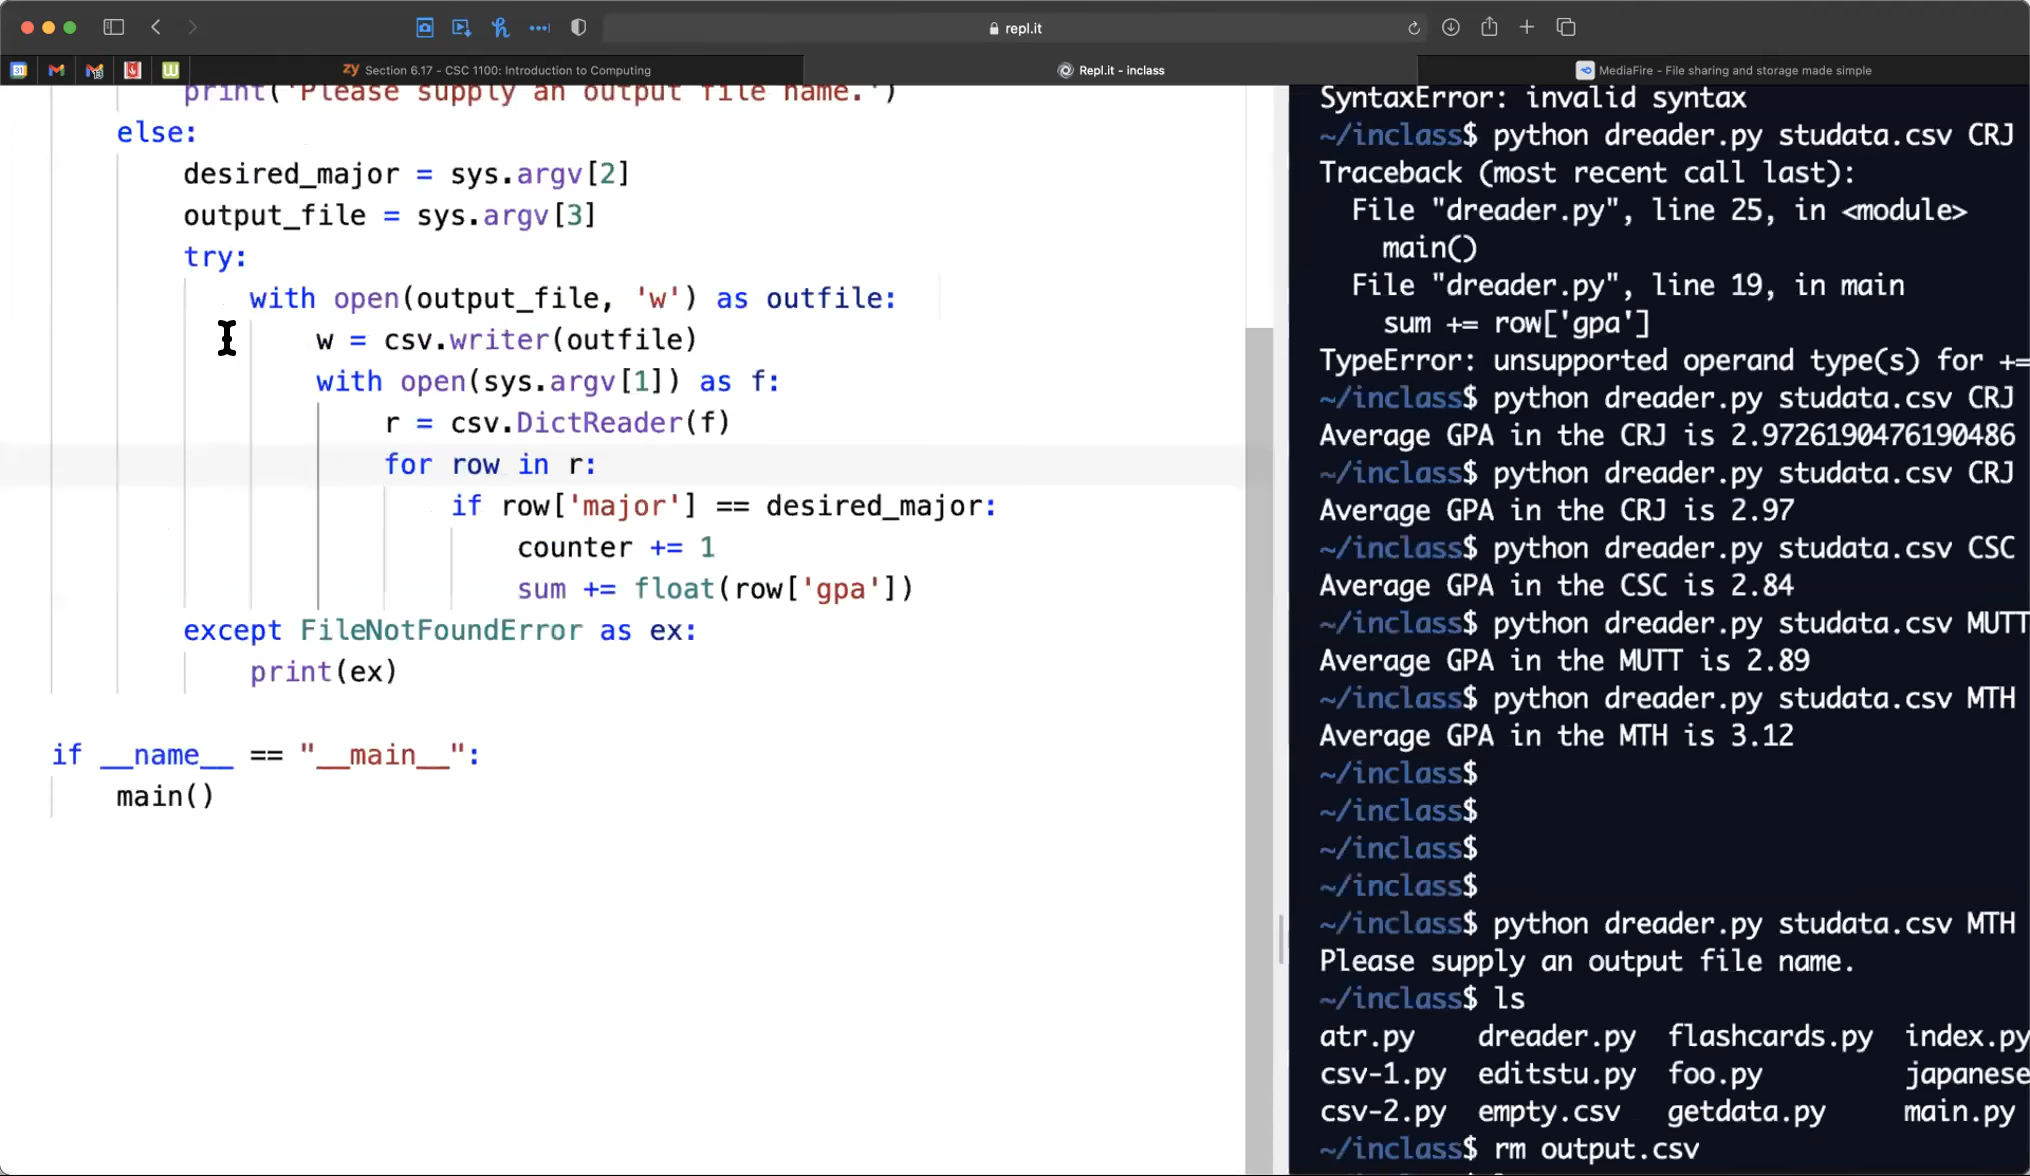 repl.it
Section 6.17 - CSC 1100: Introduction to Computing
Repl.it - inclass
MediaFire - File sharing and storage made simple
print('Please supply an output file name.')
else:
desired_major = sys.argv[2]
output_file = sys.argv[3]
try:
with open(output_file, 'w') as outfile:
w = csv.writer(outfile)
with open(sys.argv[1]) as f:
r = csv.DictReader(f)
for row in r:
if row['major'] == desired_major:
counter += 1
sum += float(row['gpa'])
except FileNotFoundError as ex:
print(ex)
if __name__ == "__main__":
main()
SyntaxError: invalid syntax
~/inclass$ python dreader.py studata.csv CRJ
Traceback (most recent call last):
File "dreader.py", line 25, in <module>
main()
File "dreader.py", line 19, in main
sum += row['gpa']
TypeError: unsupported operand type(s) for +=
~/inclass$ python dreader.py studata.csv CRJ
Average GPA in the CRJ is 2.9726190476190486
~/inclass$ python dreader.py studata.csv CRJ
Average GPA in the CRJ is 2.97
~/inclass$ python dreader.py studata.csv CSC
Average GPA in the CSC is 2.84
~/inclass$ python dreader.py studata.csv MUTT
Average GPA in the MUTT is 2.89
~/inclass$ python dreader.py studata.csv MTH
Average GPA in the MTH is 3.12
~/inclass$
~/inclass$
~/inclass$
~/inclass$
~/inclass$ python dreader.py studata.csv MTH
Please supply an output file name.
~/inclass$ ls
atr.py dreader.py flashcards.py index.py
csv-1.py editstu.py foo.py japanese
csv-2.py empty.csv getdata.py main.py
~/inclass$ rm output.csv